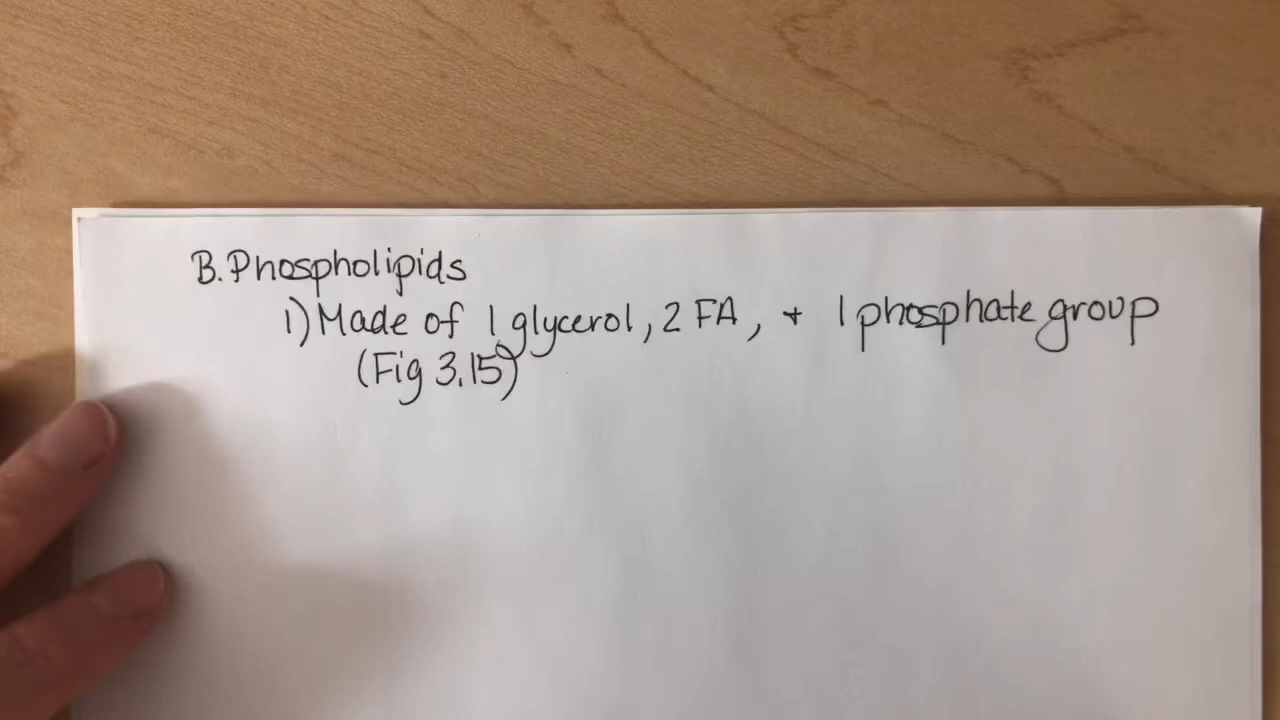 B. Phospholipids
1) Made of 1 glycerol, 2 FA, + 1 phosphate group
(Fig 3.15)